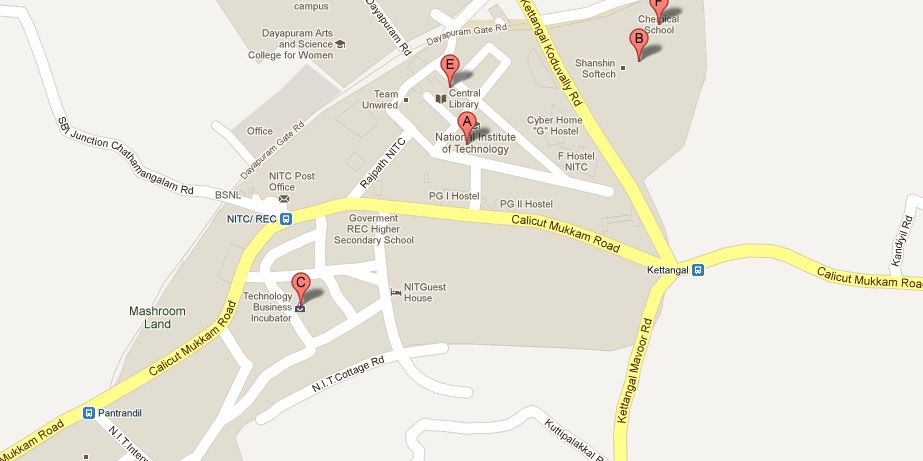 campus
Dayapuram Rd
Dayapuram Arts
and Science
College for Women
Dayapuram Gate Rd
Kettangal Koduvally Rd
F
Chemical
School
B
Shanshin
Softech
E
Central
Library
Team
Unwired
A
National Institute
of Technology
Cyber Home
"G" Hostel
F Hostel
NITC
Office
Dayapuram Gate Rd
SBI Junction Chathamangalam Rd
Rajpath NITC
NITC Post
Office
BSNL
NITC/ REC
PG I Hostel
PG II Hostel
Goverment
REC Higher
Secondary School
Calicut Mukkam Road
Kettangal
Kandiyil Rd
Calicut Mukkam Roa
C
Technology
Business
Incubator
NITGuest
House
Mashroom
Land
Calicut Mukkam Road
N.I.T.Cottage Rd
Kettangal Mavoor Rd
Pantrandil
Mukkam Road
N.I.T.Intern
Kuttipalakkal R